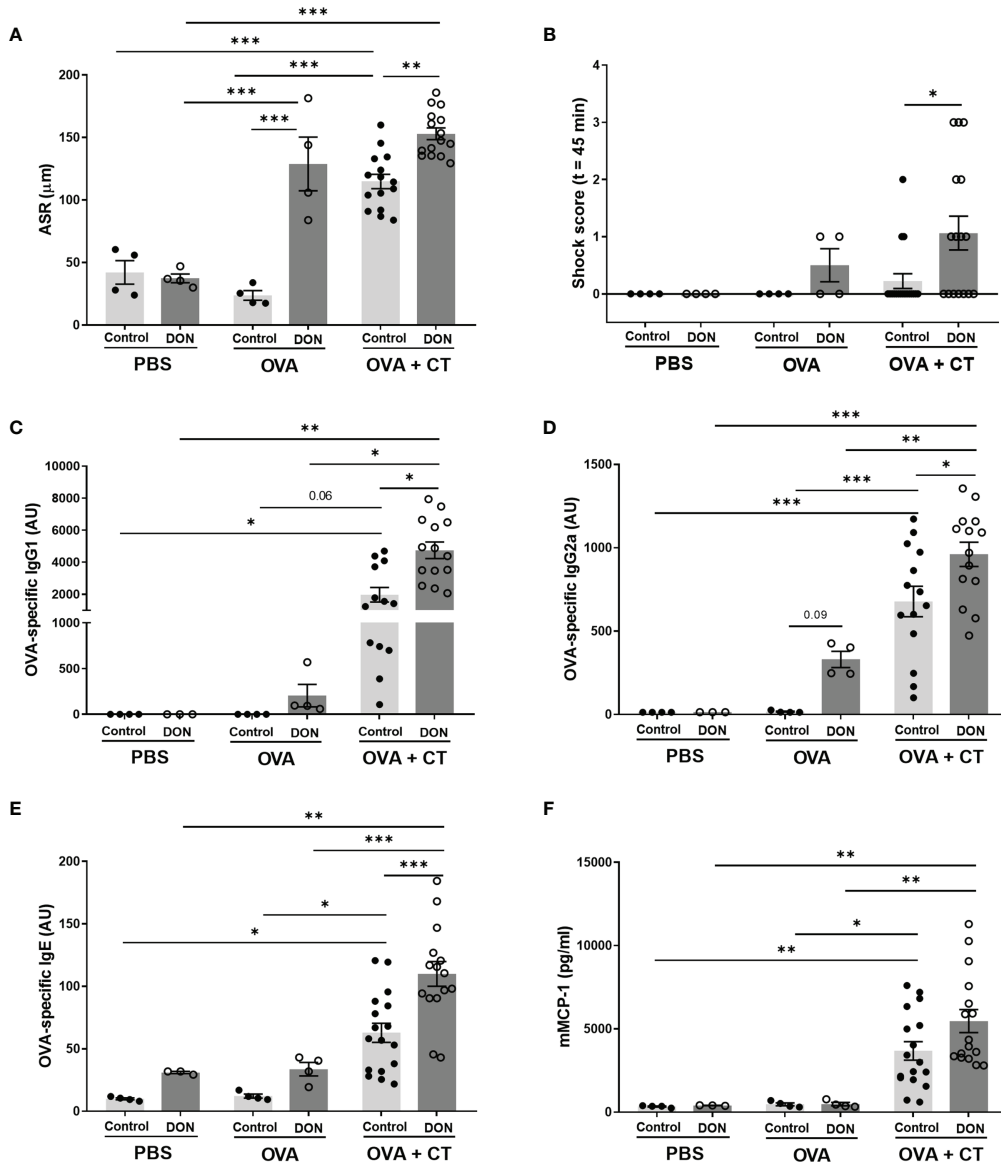 A
***
***
***
**
***
***
200
150
100
50
0
ASR (µm)
Control DON Control DON Control DON
PBS OVA OVA + CT
B
*
4
3
2
1
0
Shock score (t = 45 min)
Control DON Control DON Control DON
PBS OVA OVA + CT
C
**
*
0.06
*
*
10000
8000
6000
4000
2000
1000
500
0
OVA-specific IgG1 (AU)
Control DON Control DON Control DON
PBS OVA OVA + CT
D
***
**
***
*
***
0.09
1500
1000
500
0
OVA-specific IgG2a (AU)
Control DON Control DON Control DON
PBS OVA OVA + CT
E
**
***
***
*
*
200
150
100
50
0
OVA-specific IgE (AU)
Control DON Control DON Control DON
PBS OVA OVA + CT
F
**
**
*
**
15000
10000
5000
0
mMCP-1 (pg/ml)
Control DON Control DON Control DON
PBS OVA OVA + CT